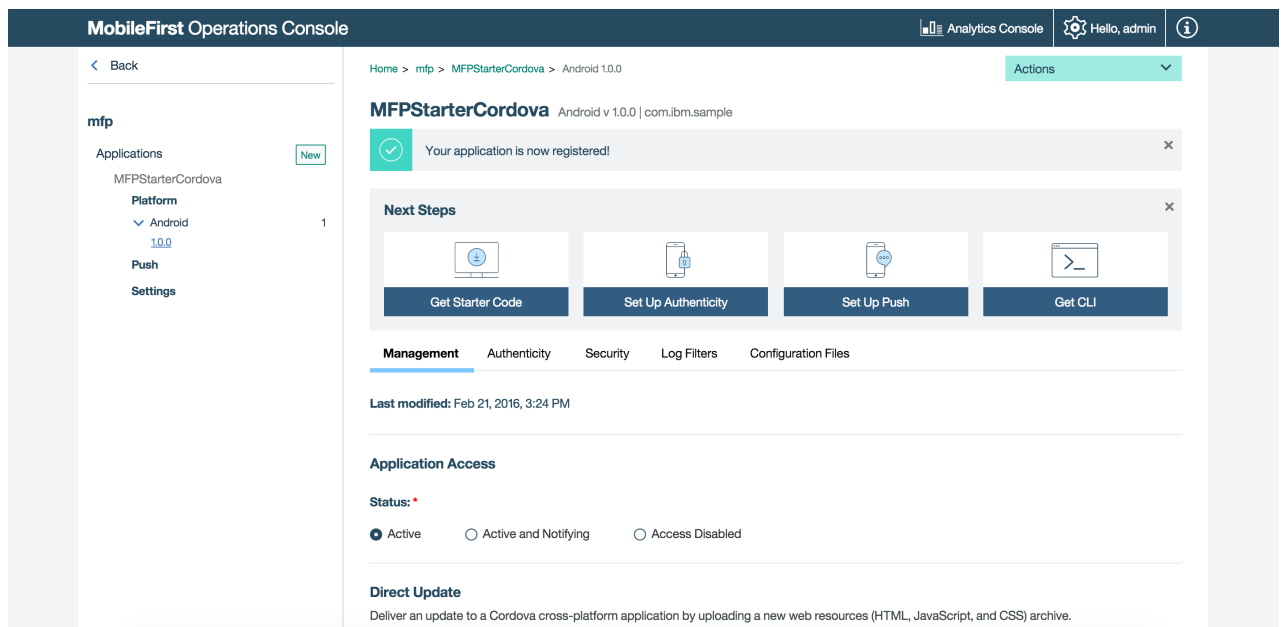 MobileFirst Operations Console
Analytics Console
Hello, admin
Back
mfp
Applications
New
MFPStarterCordova
Platform
Android 1
1.0.0
Push
Settings
Home > mfp > MFPStarterCordova > Android 1.0.0
Actions
MFPStarterCordova Android v 1.0.0 | com.ibm.sample
Your application is now registered!
Next Steps
Get Starter Code
Set Up Authenticity
Set Up Push
Get CLI
Management Authenticity Security Log Filters Configuration Files
Last modified: Feb 21, 2016, 3:24 PM
Application Access
Status: *
Active Active and Notifying Access Disabled
Direct Update
Deliver an update to a Cordova cross-platform application by uploading a new web resources (HTML, JavaScript, and CSS) archive.